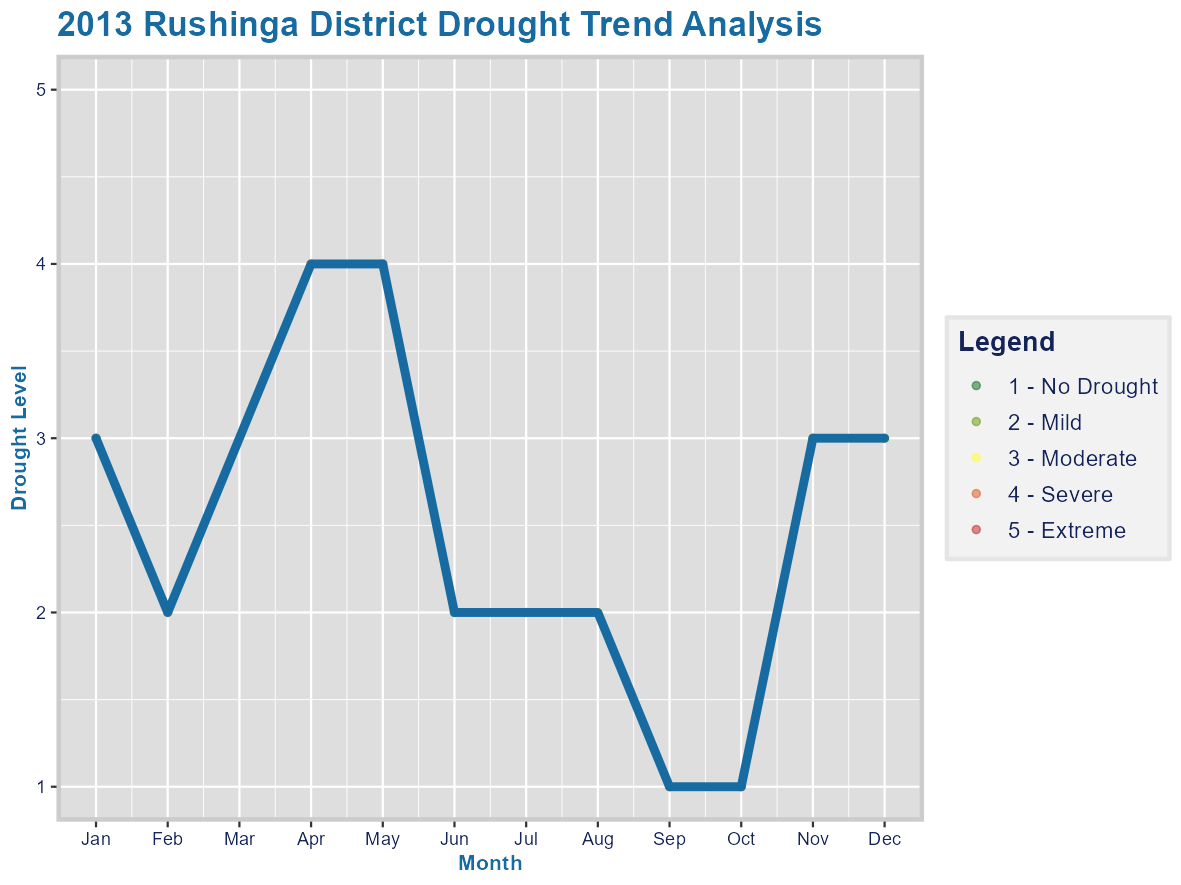 2013 Rushinga District Drought Trend Analysis
5
4
3
2
1
Drought Level
Jan Feb Mar Apr May Jun Jul Aug Sep Oct Nov Dec
Month
Legend
1 - No Drought
2 - Mild
3 - Moderate
4 - Severe
5 - Extreme